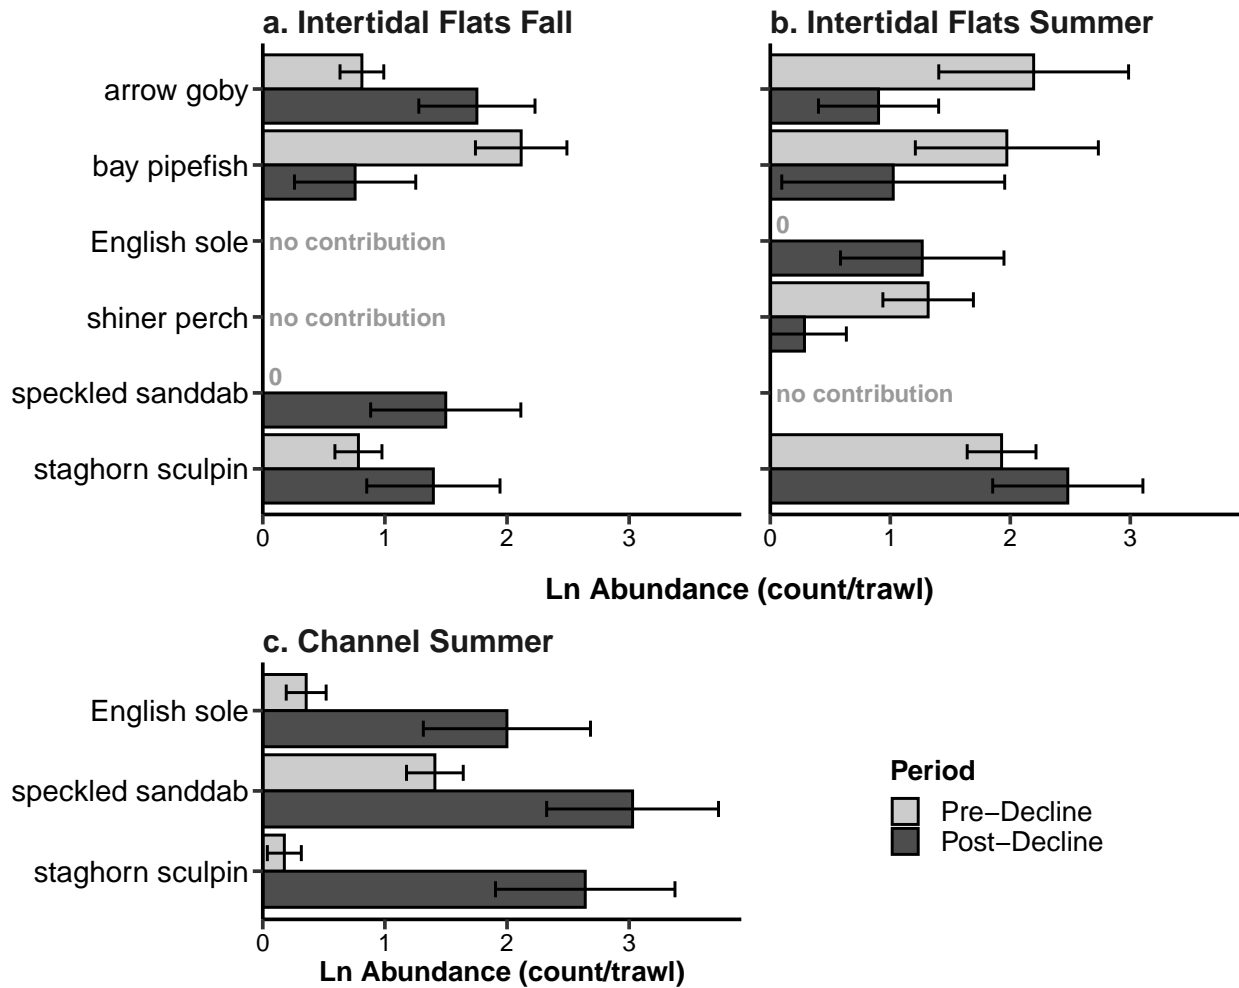 a. Intertidal Flats Fall
arrow goby
bay pipefish
English sole
no contribution
shiner perch
no contribution
speckled sanddab
0
staghorn sculpin
0 1 2 3
b. Intertidal Flats Summer
0
no contribution
0 1 2 3
Ln Abundance (count/trawl)
c. Channel Summer
English sole
speckled sanddab
staghorn sculpin
0 1 2 3
Ln Abundance (count/trawl)
Period
Pre−Decline
Post−Decline